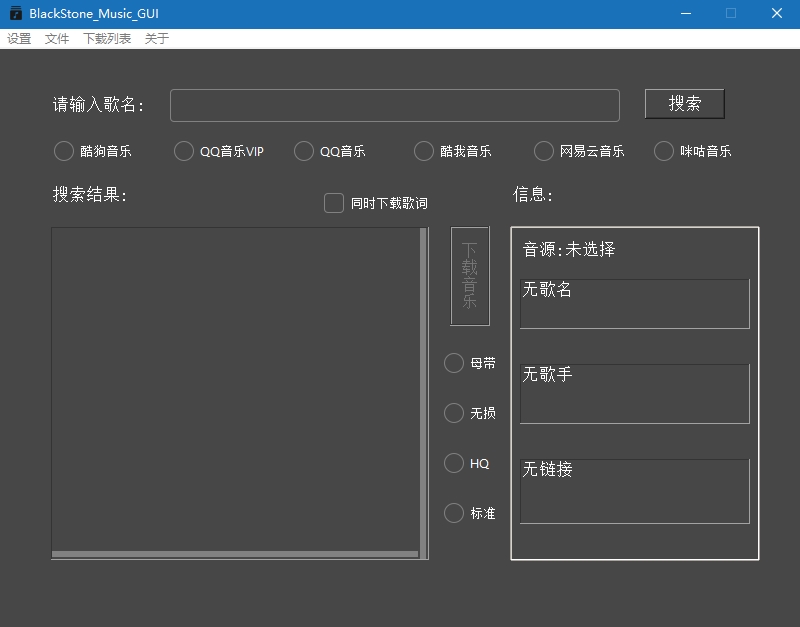 BlackStone_Music_GUI
设置 文件 下载列表 关于
请输入歌名: 搜索
酷狗音乐 QQ音乐VIP QQ音乐 酷我音乐 网易云音乐 咪咕音乐
搜索结果: 同时下载歌词 信息:
下载音乐
音源:未选择
无歌名
母带
无歌手
无损
HQ
无链接
标准